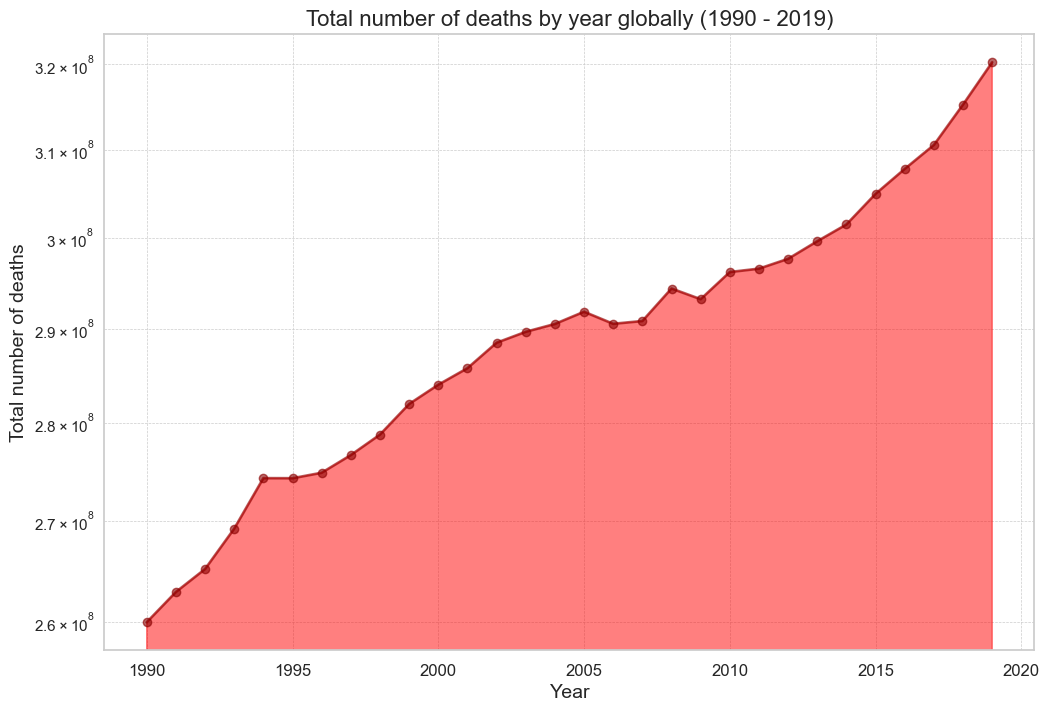 Total number of deaths by year globally (1990 - 2019)
Total number of deaths
3.2 × 10⁸
3.1 × 10⁸
3 × 10⁸
2.9 × 10⁸
2.8 × 10⁸
2.7 × 10⁸
2.6 × 10⁸
1990 1995 2000 2005 2010 2015 2020
Year